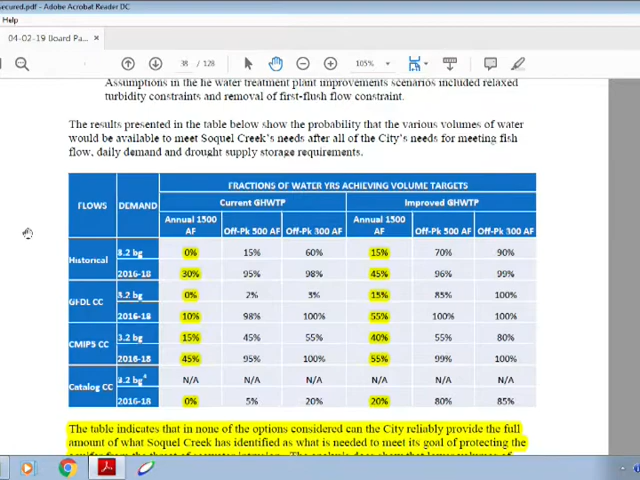 secured.pdf - Adobe Acrobat Reader DC
Help
04-02-19 Board Pa... ×
38 / 128
105%
Assumptions in the he water treatment plant improvements scenarios included relaxed
turbidity constraints and removal of first-flush flow constraint.
The results presented in the table below show the probability that the various volumes of water
would be available to meet Soquel Creek's needs after all of the City's needs for meeting fish
flow, daily demand and drought supply storage requirements.
FRACTIONS OF WATER YRS ACHIEVING VOLUME TARGETS
FLOWS DEMAND Current GHWTP Improved GHWTP
Annual 1500 AF Off-Pk 500 AF Off-Pk 300 AF Annual 1500 AF Off-Pk 500 AF Off-Pk 300 AF
Historical 3.2 bg 0% 15% 60% 15% 70% 90%
2016-18 30% 95% 98% 45% 96% 99%
GFDL CC 3.2 bg 0% 2% 3% 15% 85% 100%
2016-18 10% 98% 100% 55% 100% 100%
CMIP5 CC 3.2 bg 15% 45% 55% 40% 55% 80%
2016-18 45% 95% 100% 55% 99% 100%
Catalog CC 3.2 bg N/A N/A N/A N/A N/A N/A
2016-18 0% 5% 20% 20% 80% 85%
The table indicates that in none of the options considered can the City reliably provide the full
amount of what Soquel Creek has identified as what is needed to meet its goal of protecting the